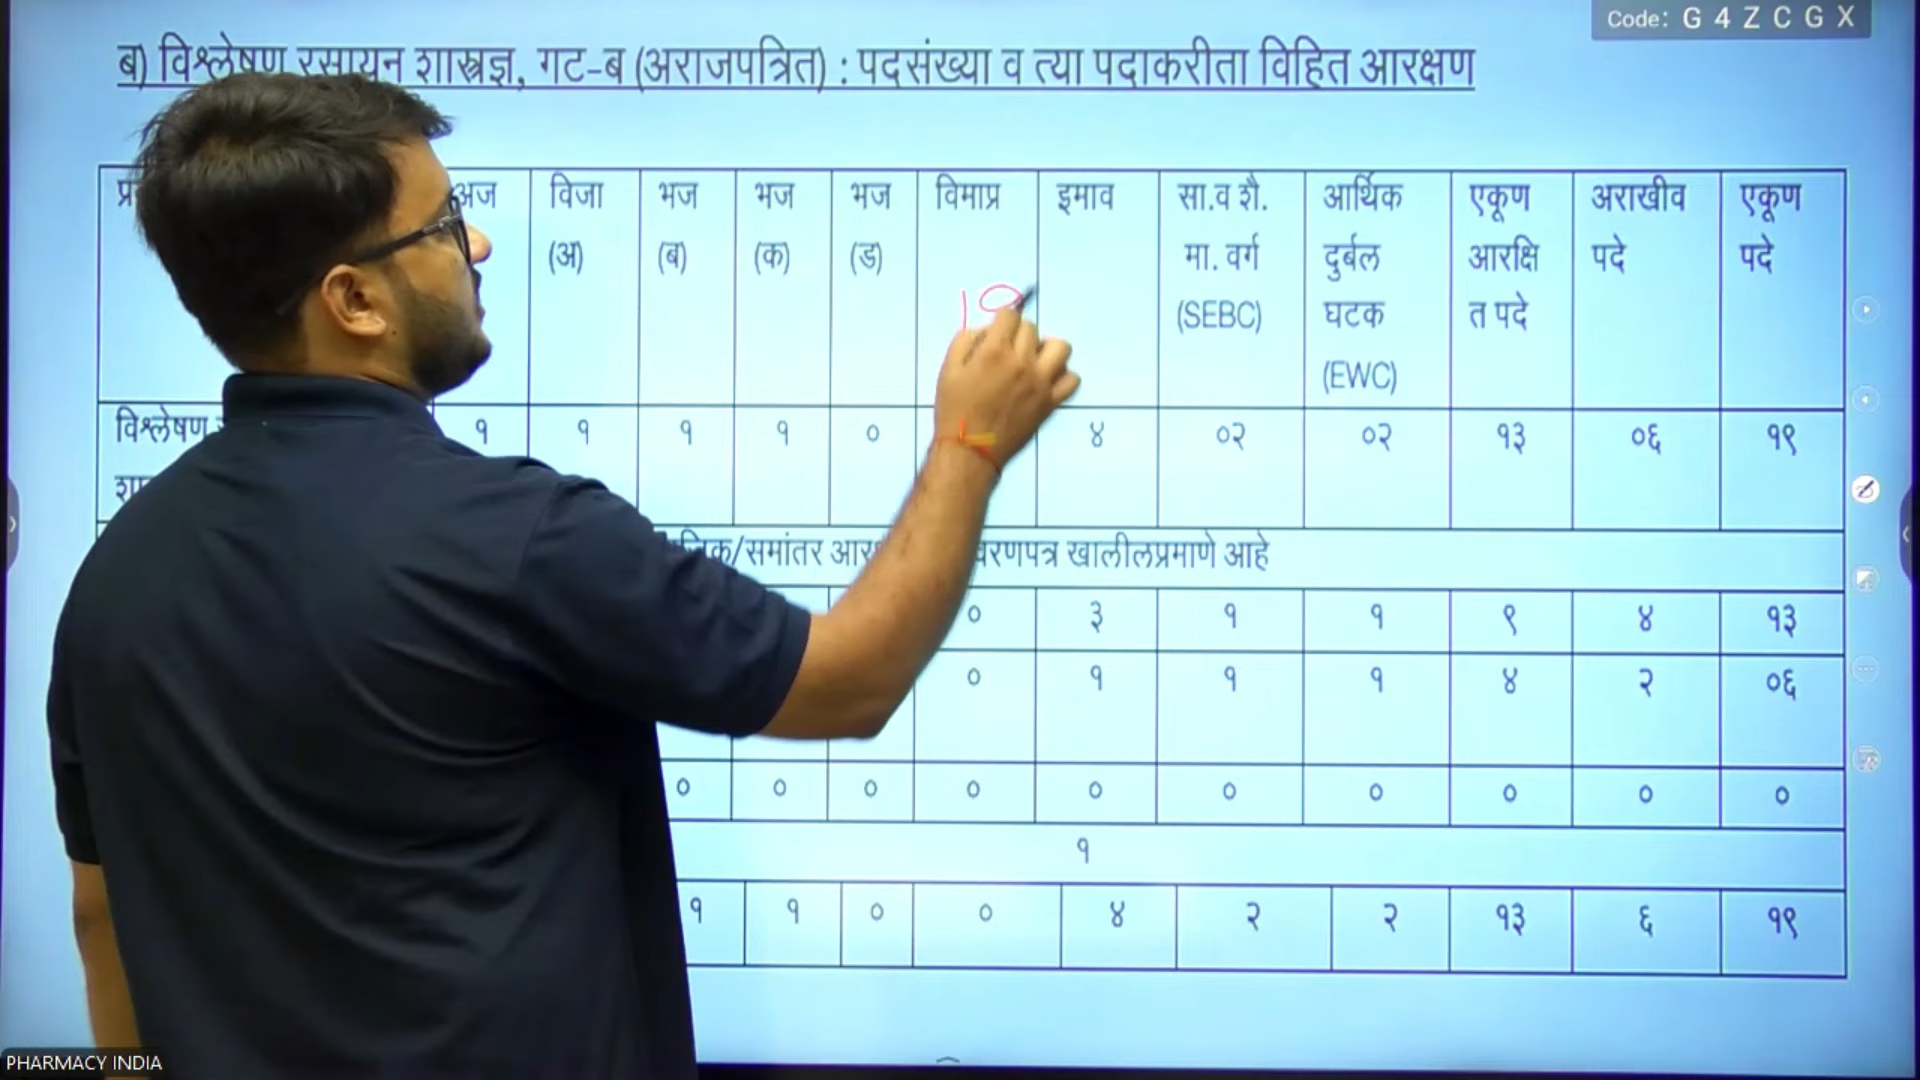 Code: G 4 Z C G X
ब) विश्लेषण रसायन शास्त्रज्ञ, गट-ब (अराजपत्रित) : पदसंख्या व त्या पदाकरीता विहित आरक्षण
अज विजा (अ) भज (ब) भज (क) भज (ड) विमाप्र इमाव सा.व शै. मा. वर्ग (SEBC) आर्थिक दुर्बल घटक (EWC) एकूण आरक्षित पदे अराखीव पदे एकूण पदे
19
विश्लेषण १ १ १ १ ० ४ ०२ ०२ १३ ०६ १९
खालीलप्रमाणे आहे
० ३ १ १ ९ ४ १३
० १ १ १ ४ २ ०६
० ० ० ० ० ० ० ० ० ०
१
१ १ ० ० ४ २ २ १३ ६ १९
PHARMACY INDIA